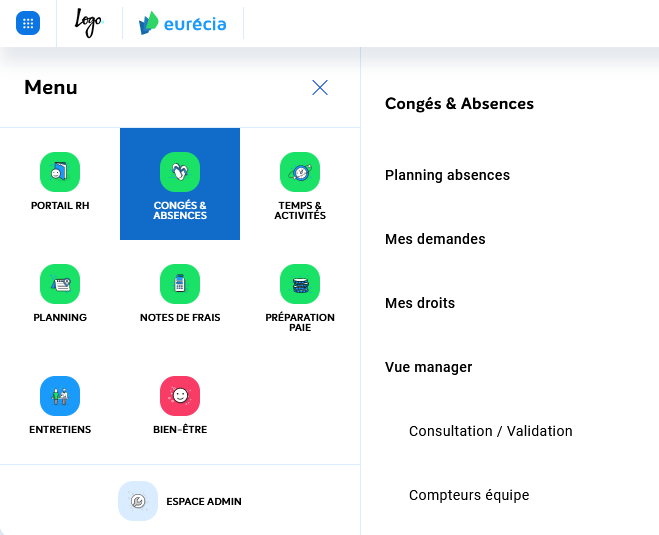 Logo
eurécia
Menu
PORTAIL RH
CONGÉS &
ABSENCES
TEMPS &
ACTIVITÉS
PLANNING
NOTES DE FRAIS
PRÉPARATION
PAIE
ENTRETIENS
BIEN-ÊTRE
ESPACE ADMIN
Congés & Absences
Planning absences
Mes demandes
Mes droits
Vue manager
Consultation / Validation
Compteurs équipe